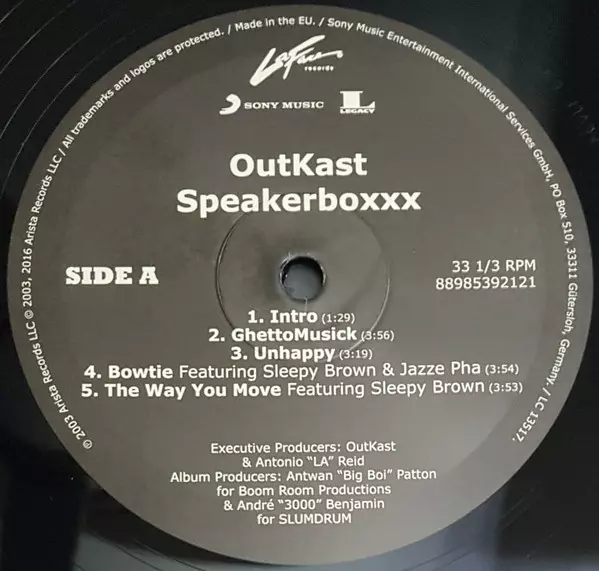 ℗ 2003 Arista Records LLC © 2003, 2016 Arista Records LLC / All trademarks and logos are protected. / Made in the EU. / Sony Music Entertainment International Services GmbH, PO Box 510, 33311 Gütersloh, Germany. / LC 13517.
LaFace
records
SONY MUSIC
L
LEGACY
OutKast
Speakerboxxx
SIDE A
33 1/3 RPM
88985392121
1. Intro (1:29)
2. GhettoMusick (3:56)
3. Unhappy (3:19)
4. Bowtie Featuring Sleepy Brown & Jazze Pha (3:54)
5. The Way You Move Featuring Sleepy Brown (3:53)
Executive Producers: OutKast
& Antonio “LA” Reid
Album Producers: Antwan “Big Boi” Patton
for Boom Room Productions
& André “3000” Benjamin
for SLUMDRUM